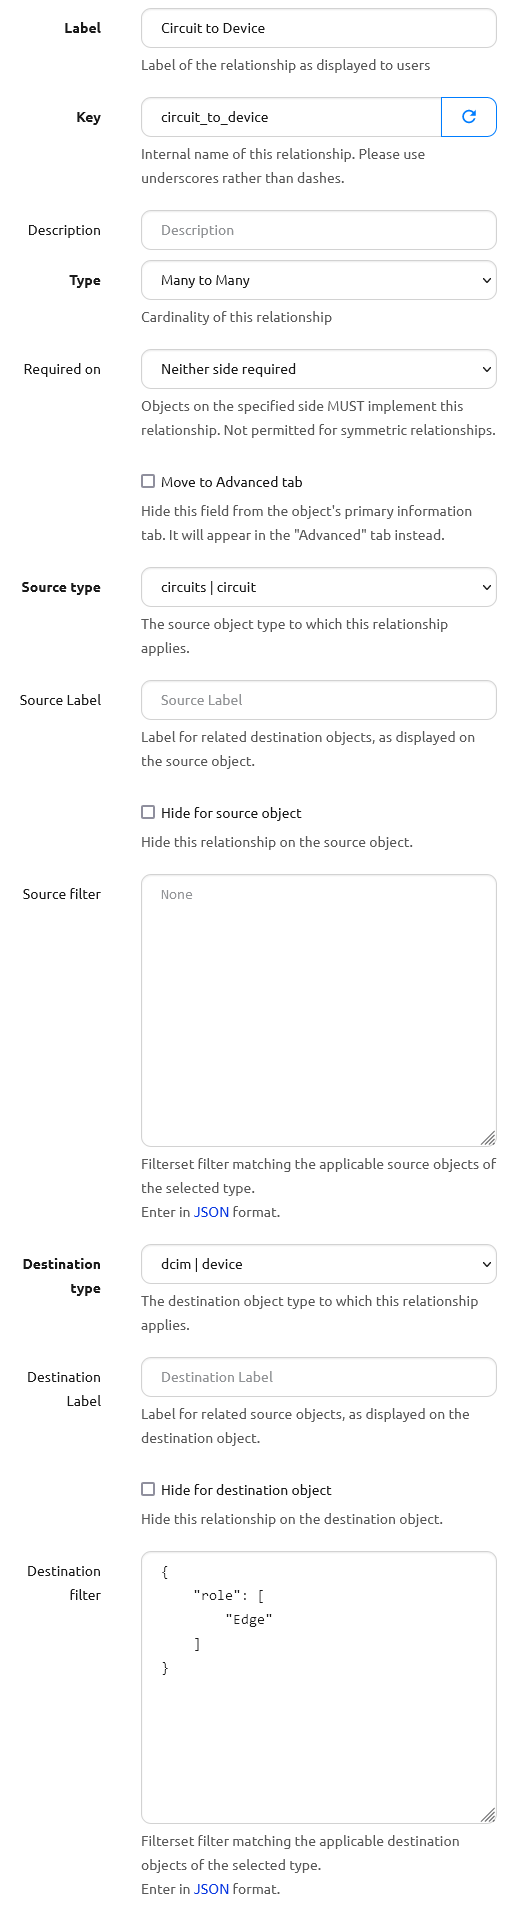 Label
Circuit to Device
Label of the relationship as displayed to users
Key
circuit_to_device
Internal name of this relationship. Please use
underscores rather than dashes.
Description
Description
Type
Many to Many
Cardinality of this relationship
Required on
Neither side required
Objects on the specified side MUST implement this
relationship. Not permitted for symmetric relationships.
Move to Advanced tab
Hide this field from the object's primary information
tab. It will appear in the "Advanced" tab instead.
Source type
circuits | circuit
The source object type to which this relationship
applies.
Source Label
Source Label
Label for related destination objects, as displayed on
the source object.
Hide for source object
Hide this relationship on the source object.
Source filter
None
Filterset filter matching the applicable source objects of
the selected type.
Enter in JSON format.
Destination
type
dcim | device
The destination object type to which this relationship
applies.
Destination
Label
Destination Label
Label for related source objects, as displayed on the
destination object.
Hide for destination object
Hide this relationship on the destination object.
Destination
filter
{
    "role": [
        "Edge"
    ]
}
Filterset filter matching the applicable destination
objects of the selected type.
Enter in JSON format.